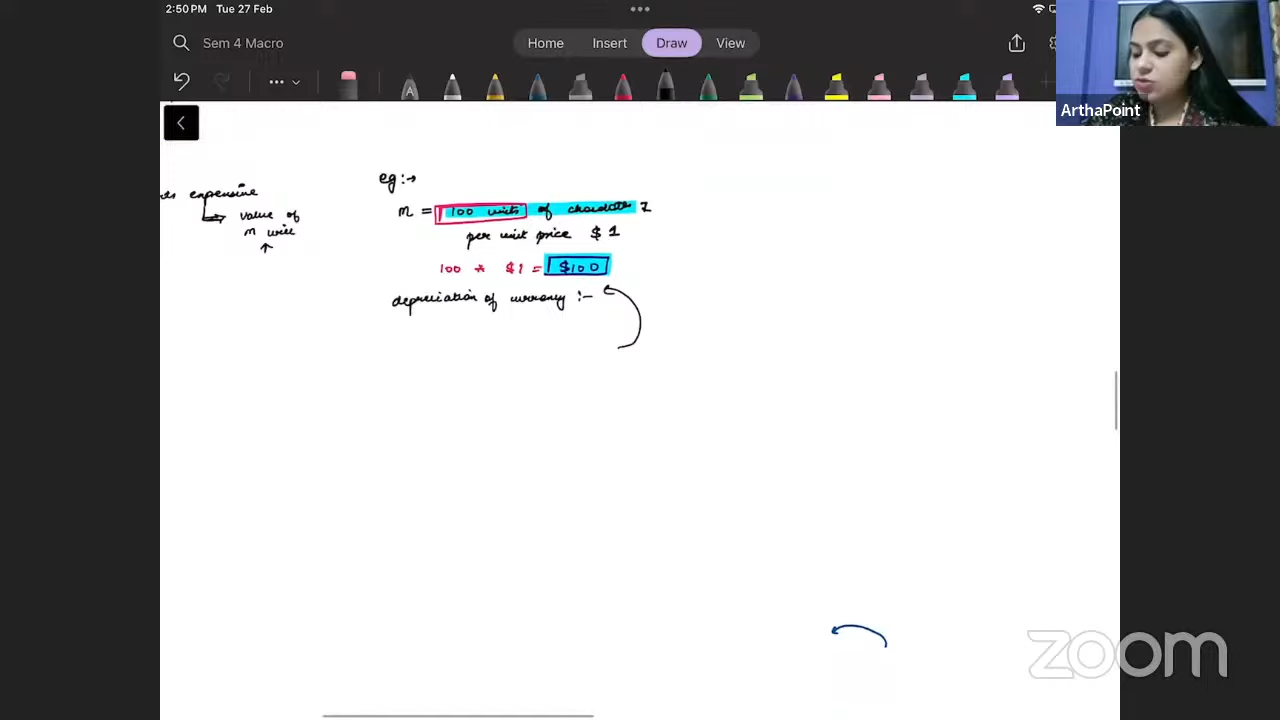 2:50 PM Tue 27 Feb
Sem 4 Macro
Home Insert Draw View
A
ArthaPoint
expensive
value of
m will
↑
eg:→
m = 100 units of chocolates
per unit price $ 1
100 * $1 = $100
depreciation of currency :-
zoom